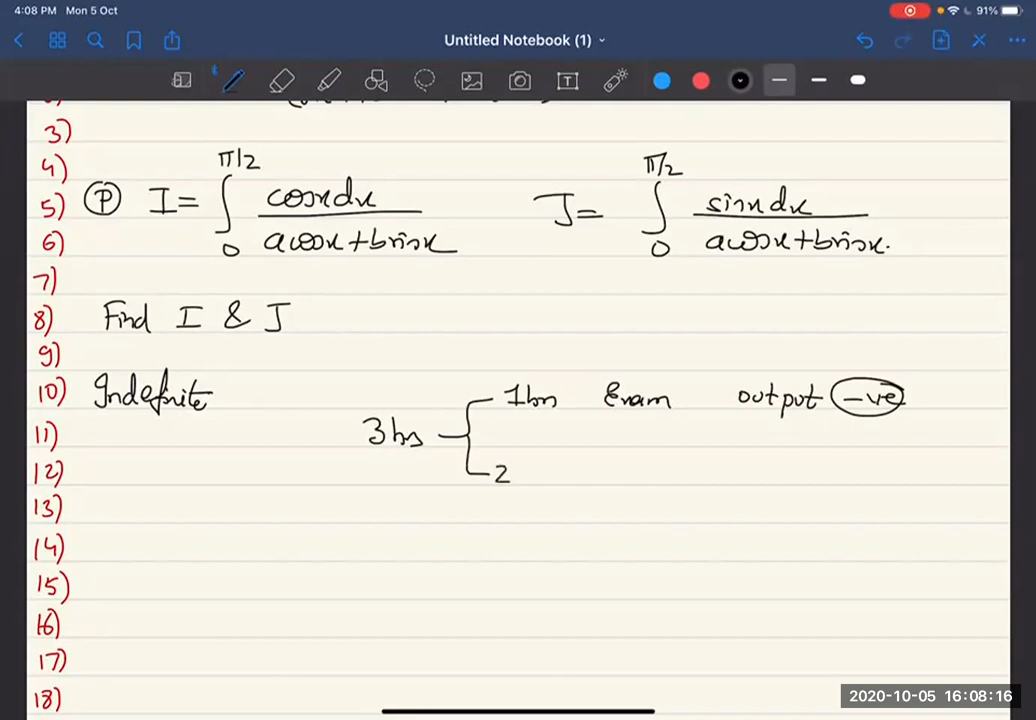 4:08 PM Mon 5 Oct 91%
Untitled Notebook (1)
3)
4)
5) (P) I = ∫₀^{π/2} cosx dx / (a cosx + b sinx) J = ∫₀^{π/2} sinx dx / (a cosx + b sinx).
6)
7)
8) Find I & J
9)
10) Indefinite 1hr Exam output -ve
11) 3hrs
12) 2
13)
14)
15)
16)
17)
18)
2020-10-05 16:08:16